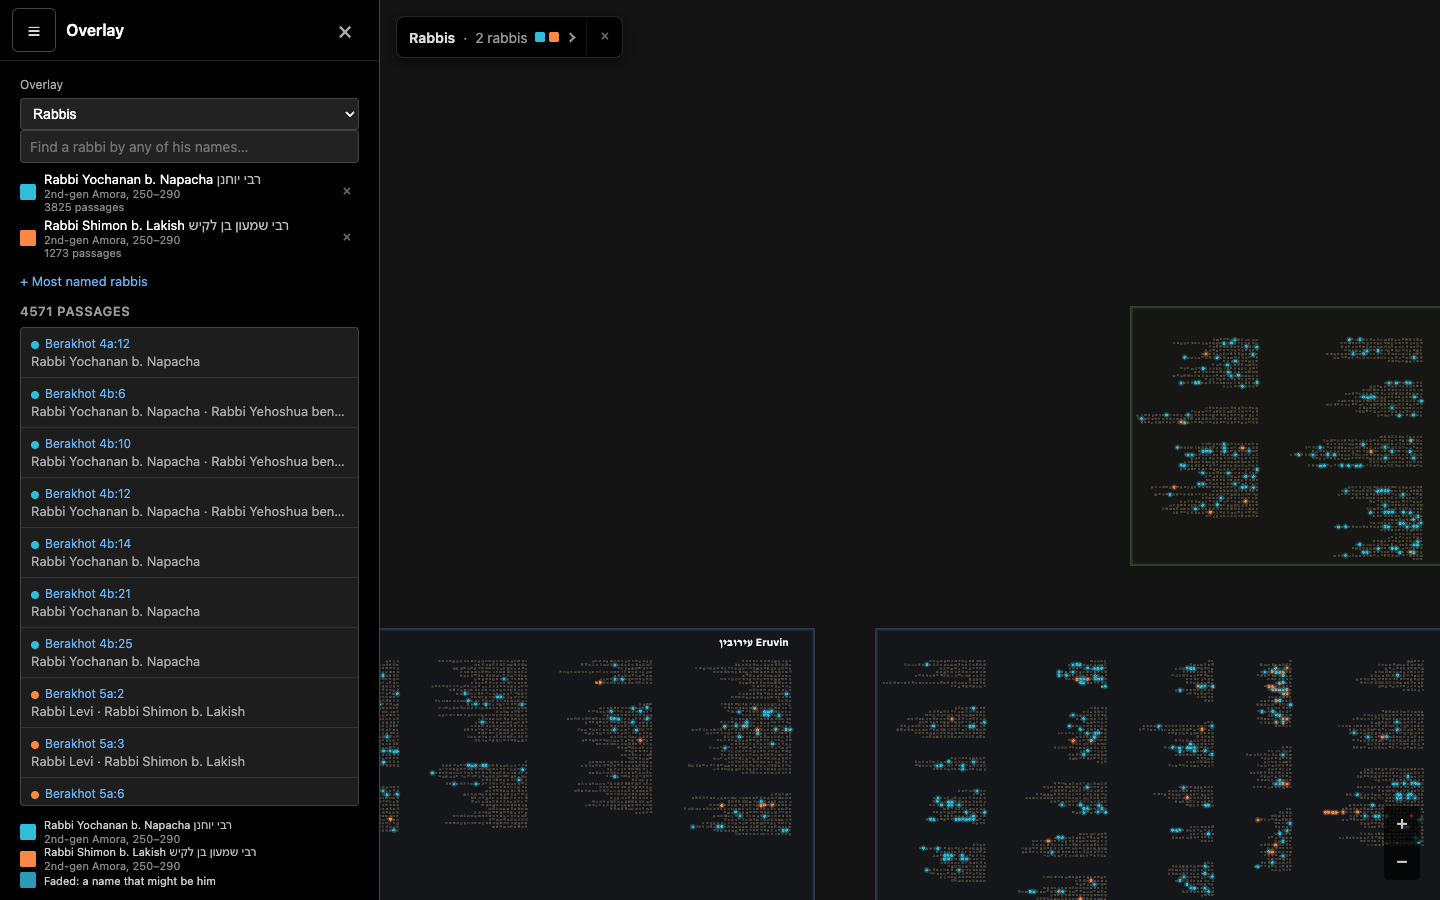 Overlay
Rabbis · 2 rabbis
Overlay
Rabbis
Find a rabbi by any of his names...
Rabbi Yochanan b. Napacha רבי יוחנן
2nd-gen Amora, 250–290
3825 passages
Rabbi Shimon b. Lakish רבי שמעון בן לקיש
2nd-gen Amora, 250–290
1273 passages
+ Most named rabbis
4571 PASSAGES
Berakhot 4a:12
Rabbi Yochanan b. Napacha
Berakhot 4b:6
Rabbi Yochanan b. Napacha · Rabbi Yehoshua ben...
Berakhot 4b:10
Rabbi Yochanan b. Napacha · Rabbi Yehoshua ben...
Berakhot 4b:12
Rabbi Yochanan b. Napacha · Rabbi Yehoshua ben...
Berakhot 4b:14
Rabbi Yochanan b. Napacha
Berakhot 4b:21
Rabbi Yochanan b. Napacha
Berakhot 4b:25
Rabbi Yochanan b. Napacha
Berakhot 5a:2
Rabbi Levi · Rabbi Shimon b. Lakish
Berakhot 5a:3
Rabbi Levi · Rabbi Shimon b. Lakish
Berakhot 5a:6
Rabbi Yochanan b. Napacha רבי יוחנן
2nd-gen Amora, 250–290
Rabbi Shimon b. Lakish רבי שמעון בן לקיש
2nd-gen Amora, 250–290
Faded: a name that might be him
עירובין Eruvin